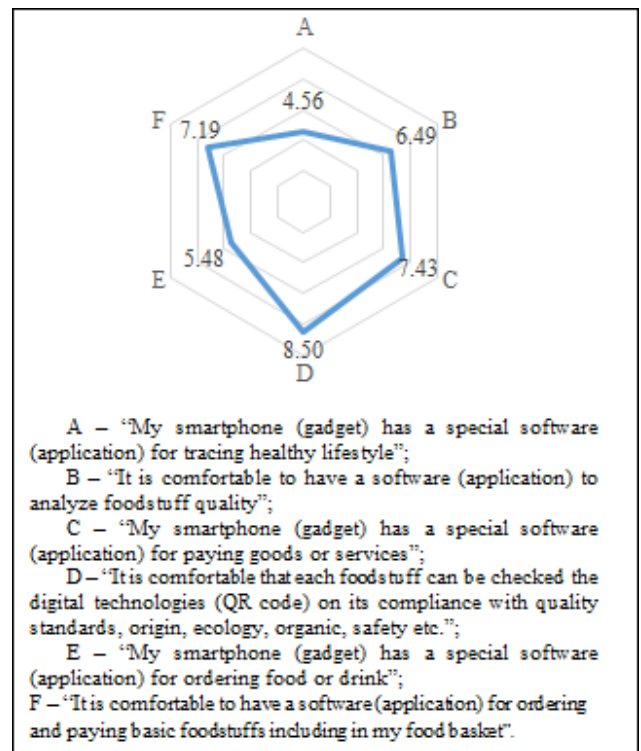 A
4.56
F
7.19
6.49
B
5.48
7.43
E
C
8.50
D
A – “My smartphone (gadget) has a special software
(application) for tracing healthy lifestyle”;
B – “It is comfortable to have a software (application) to
analyze foodstuff quality”;
C – “My smartphone (gadget) has a special software
(application) for paying goods or services”;
D – “It is comfortable that each foodstuff can be checked the
digital technologies (QR code) on its compliance with quality
standards, origin, ecology, organic, safety etc.”;
E – “My smartphone (gadget) has a special software
(application) for ordering food or drink”;
F – “It is comfortable to have a software (application) for ordering
and paying basic foodstuffs including in my food basket”.